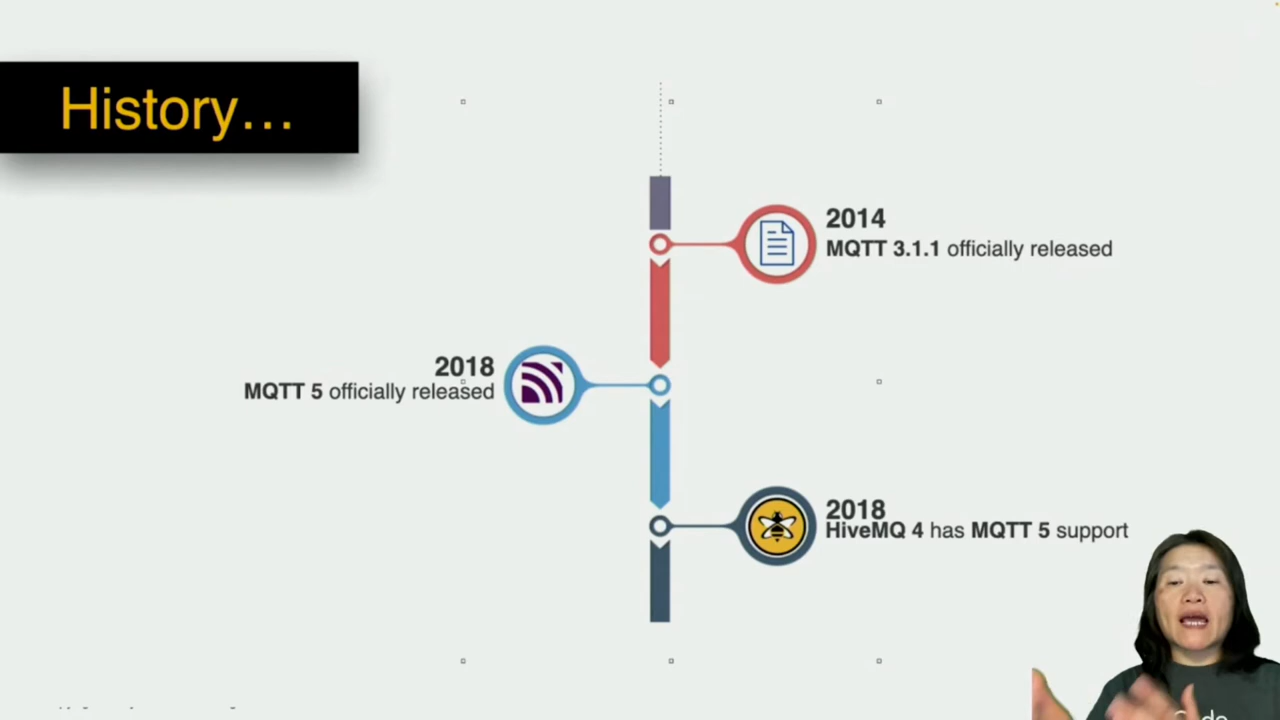 History…
2014
MQTT 3.1.1 officially released
2018
MQTT 5 officially released
2018
HiveMQ 4 has MQTT 5 support